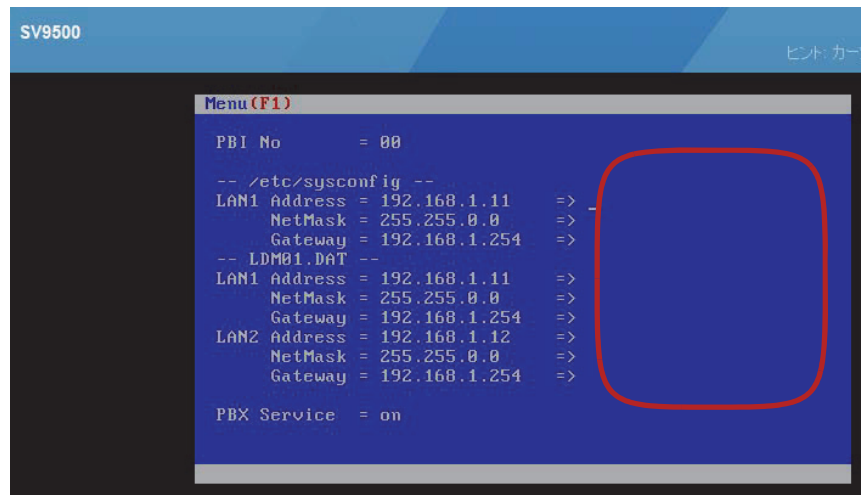 SV9500
ヒント: カー
Menu(F1)
PBI No = 00
-- /etc/sysconfig --
LAN1 Address = 192.168.1.11 => _
NetMask = 255.255.0.0 =>
Gateway = 192.168.1.254 =>
-- LDM01.DAT --
LAN1 Address = 192.168.1.11 =>
NetMask = 255.255.0.0 =>
Gateway = 192.168.1.254 =>
LAN2 Address = 192.168.1.12 =>
NetMask = 255.255.0.0 =>
Gateway = 192.168.1.254 =>
PBX Service = on